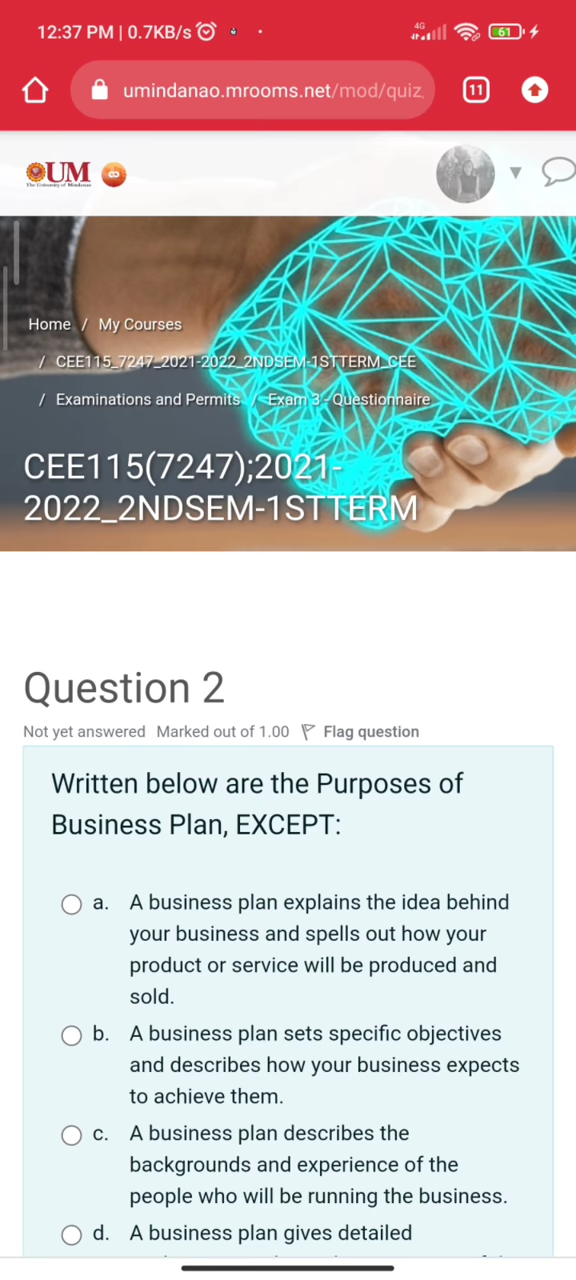 12:37 PM | 0.7KB/s
4G
61
umindanao.mrooms.net/mod/quiz
11
UM
The University of Mindanao
Home / My Courses
/ CEE115_7247_2021-2022_2NDSEM-1STTERM_CEE
/ Examinations and Permits / Exam 3 - Questionnaire
CEE115(7247);2021-
2022_2NDSEM-1STTERM
Question 2
Not yet answered Marked out of 1.00 Flag question
Written below are the Purposes of
Business Plan, EXCEPT:
a. A business plan explains the idea behind
your business and spells out how your
product or service will be produced and
sold.
b. A business plan sets specific objectives
and describes how your business expects
to achieve them.
c. A business plan describes the
backgrounds and experience of the
people who will be running the business.
d. A business plan gives detailed